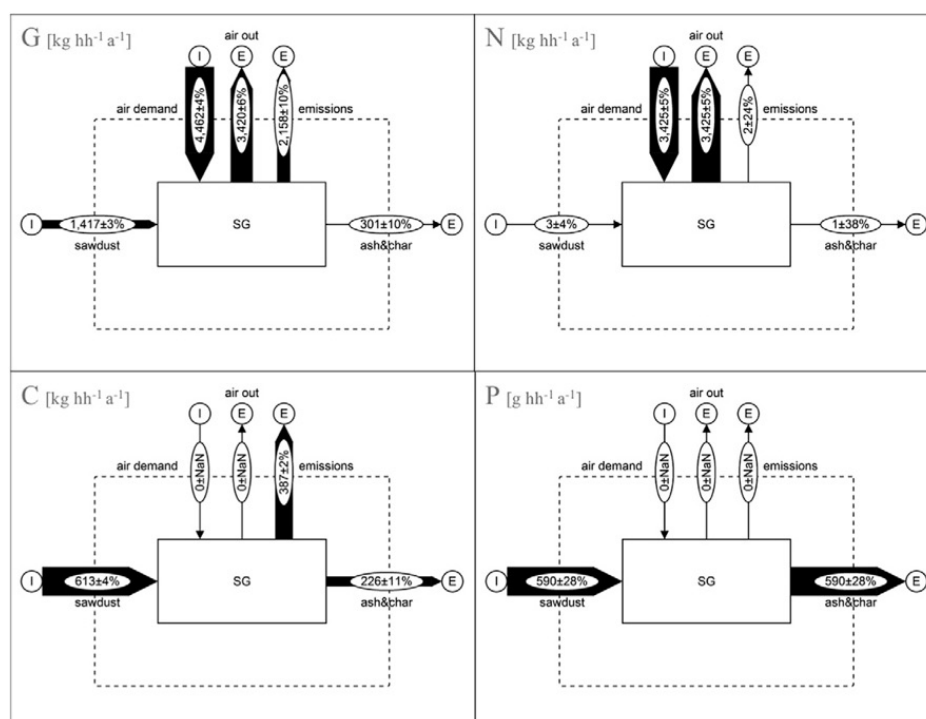 G [kg hh⁻¹ a⁻¹]
air out
I E E
air demand
emissions
4,462±4%
3,420±6%
2,158±10%
I
1,417±3%
sawdust
SG
301±10%
ash&char
E
N [kg hh⁻¹ a⁻¹]
air out
I E E
air demand
emissions
3,425±5%
3,425±5%
2±24%
I
3±4%
sawdust
SG
1±38%
ash&char
E
C [kg hh⁻¹ a⁻¹]
air out
I E E
air demand
emissions
0±NaN
0±NaN
387±2%
I
613±4%
sawdust
SG
226±11%
ash&char
E
P [g hh⁻¹ a⁻¹]
air out
I E E
air demand
emissions
0±NaN
0±NaN
0±NaN
I
590±28%
sawdust
SG
590±28%
ash&char
E